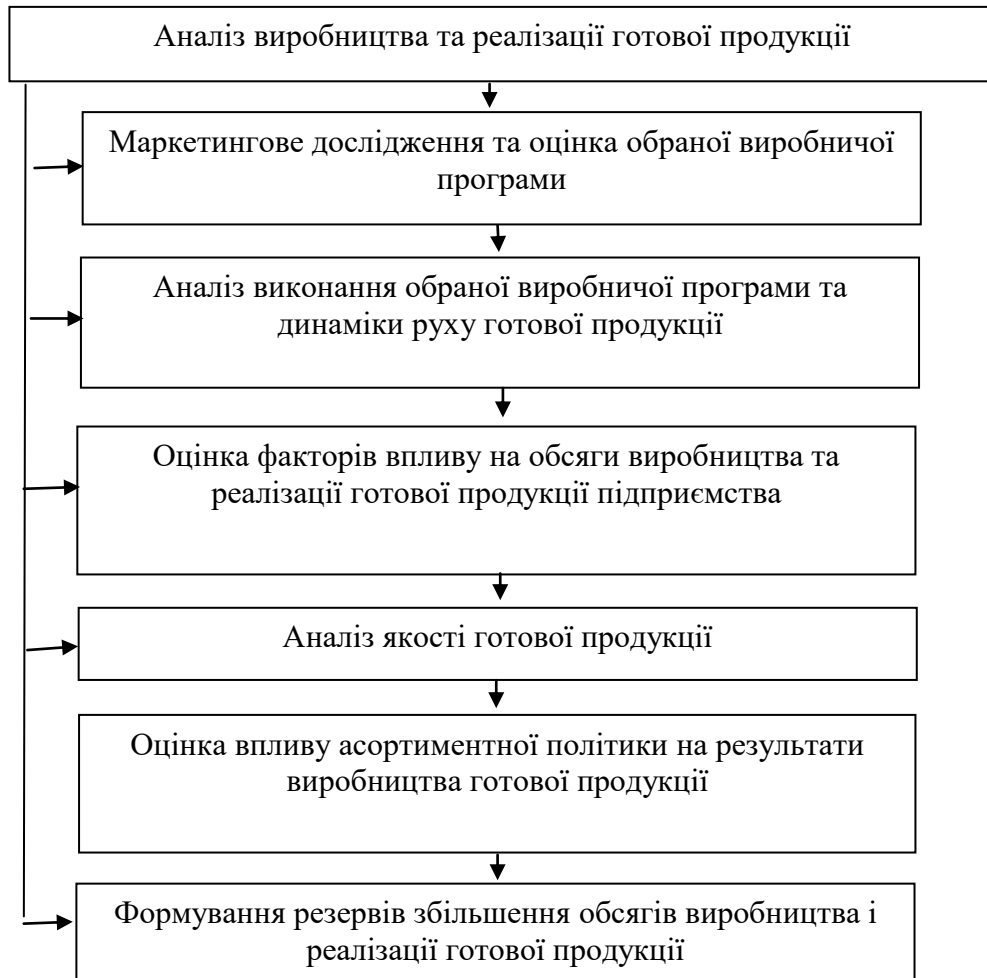 Аналіз виробництва та реалізації готової продукції
Маркетингове дослідження та оцінка обраної виробничої
програми
Аналіз виконання обраної виробничої програми та
динаміки руху готової продукції
Оцінка факторів впливу на обсяги виробництва та
реалізації готової продукції підприємства
Аналіз якості готової продукції
Оцінка впливу асортиментної політики на результати
виробництва готової продукції
Формування резервів збільшення обсягів виробництва і
реалізації готової продукції